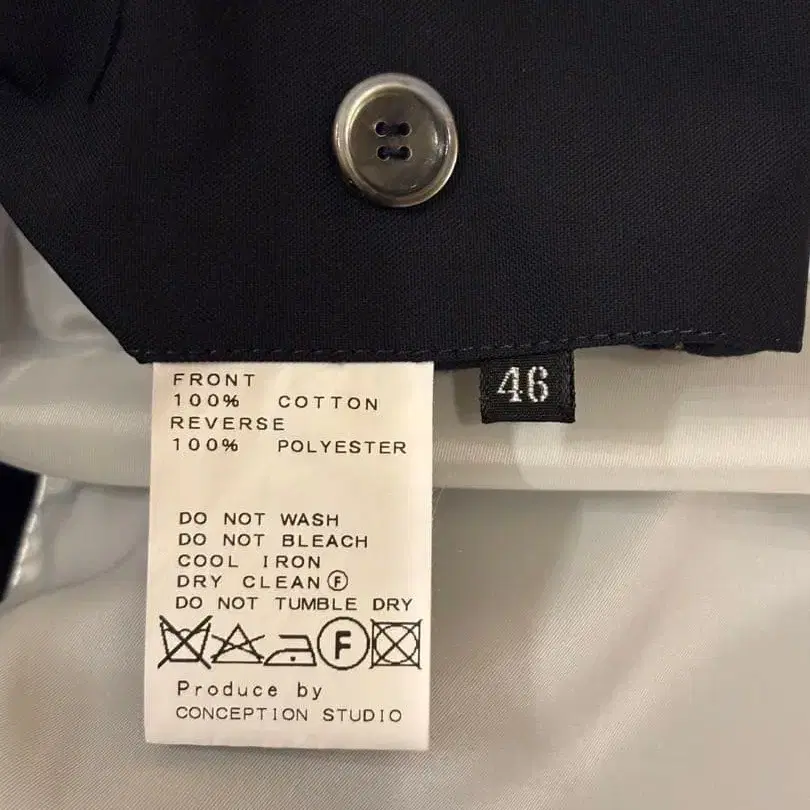 FRONT
100% COTTON
REVERSE
100% POLYESTER
46
DO NOT WASH
DO NOT BLEACH
COOL IRON
DRY CLEAN Ⓕ
DO NOT TUMBLE DRY
F
Produce by
CONCEPTION STUDIO